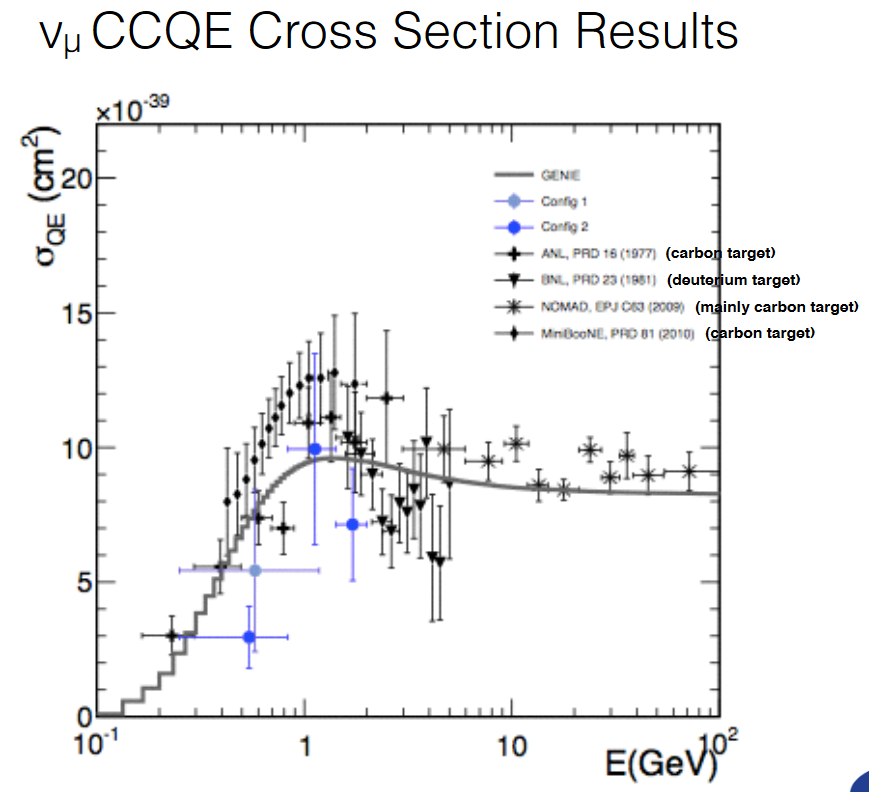 νμ CCQE Cross Section Results
×10-39
σQE (cm2)
20
15
10
5
0
GENIE
Config 1
Config 2
ANL, PRD 16 (1977) (carbon target)
BNL, PRD 23 (1981) (deuterium target)
NOMAD, EPJ C63 (2009) (mainly carbon target)
MiniBooNE, PRD 81 (2010) (carbon target)
10-1 1 10 102
E(GeV)